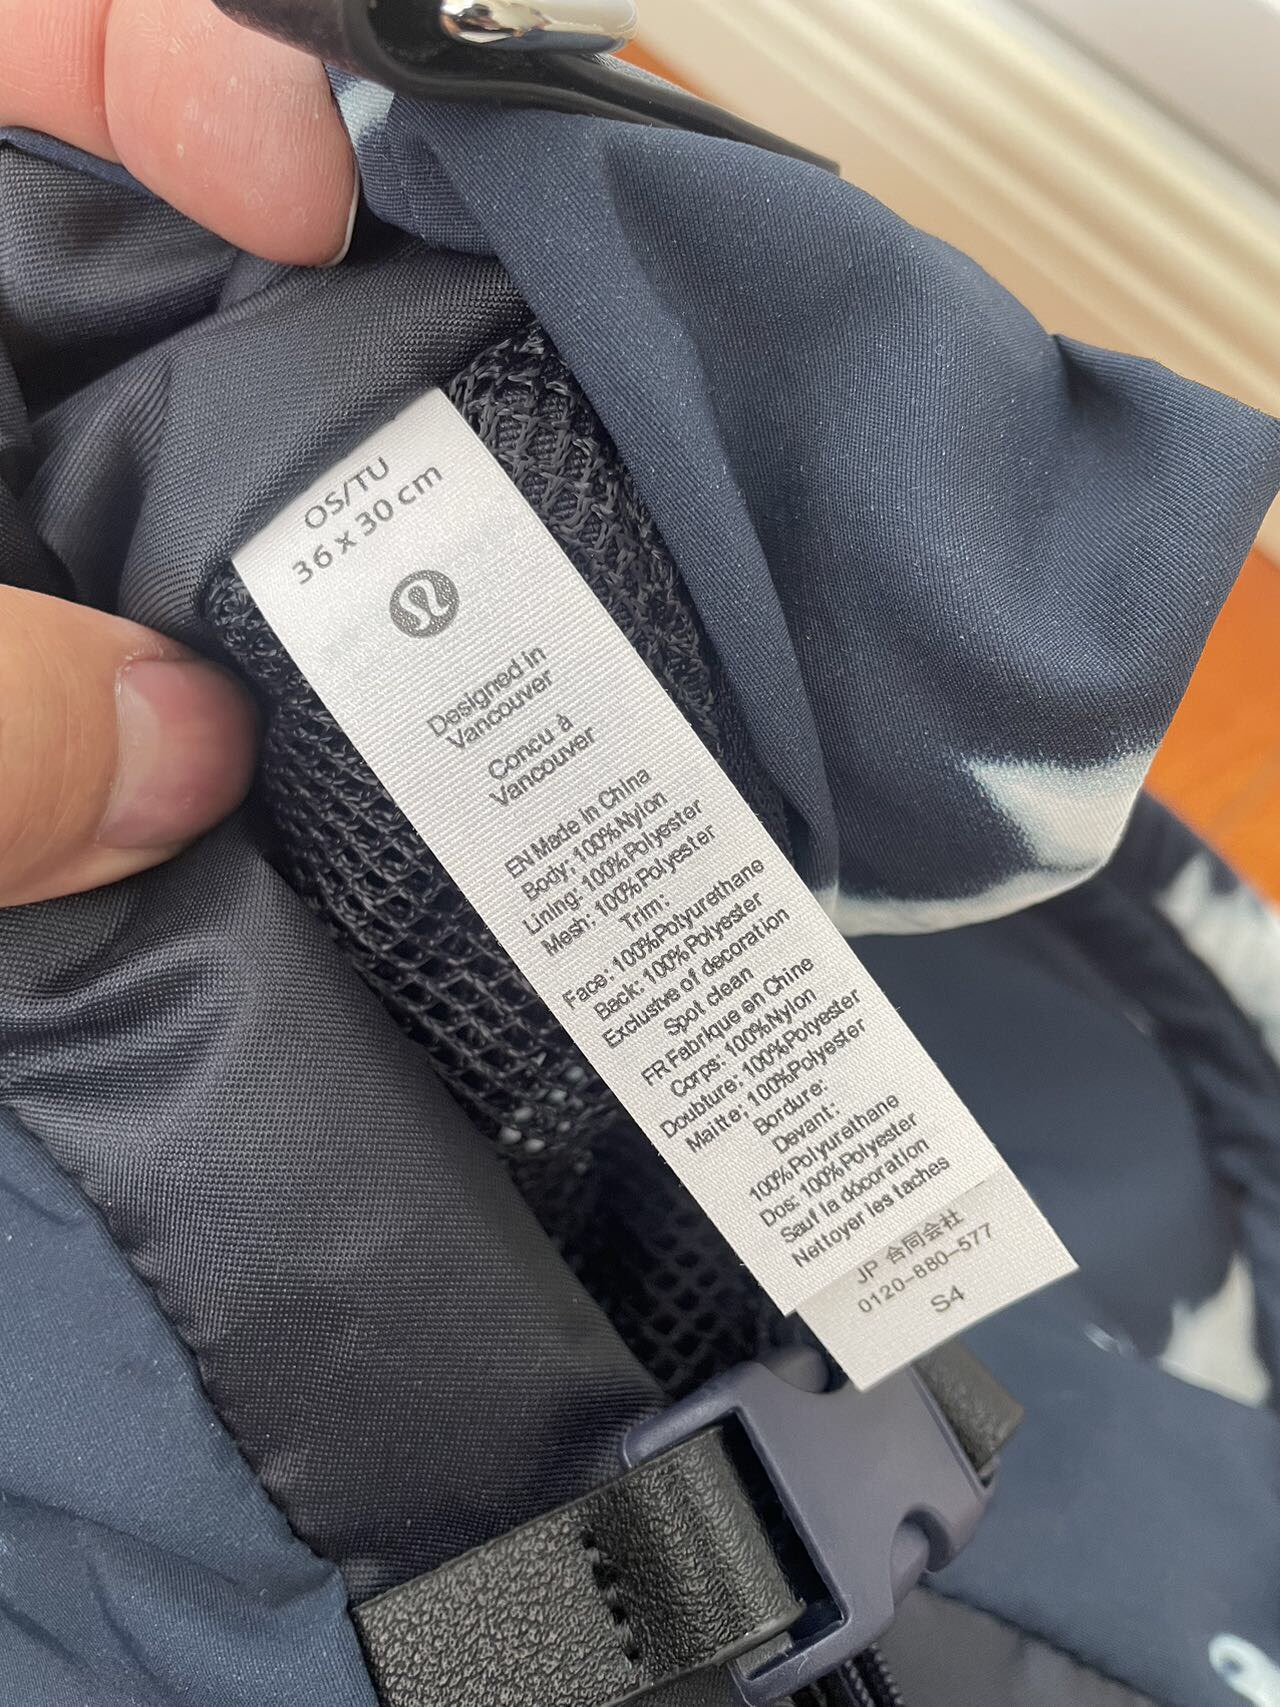 OS/TU
36 x 30 cm
Designed in
Vancouver
Concu à
Vancouver
EN Made in China
Body: 100%Nylon
Lining: 100%Polyester
Mesh: 100%Polyester
Trim:
Face: 100%Polyurethane
Back: 100%Polyester
Exclusive of decoration
Spot clean
FR Fabrique en Chine
Corps: 100%Nylon
Doubture: 100%Polyester
Maitte; 100%Polyester
Bordure:
Devant:
100%Polyurethane
Dos: 100%Polyester
Sauf la dócoration
Nettoyer les taches
JP 合同会社
0120-880-577
S4